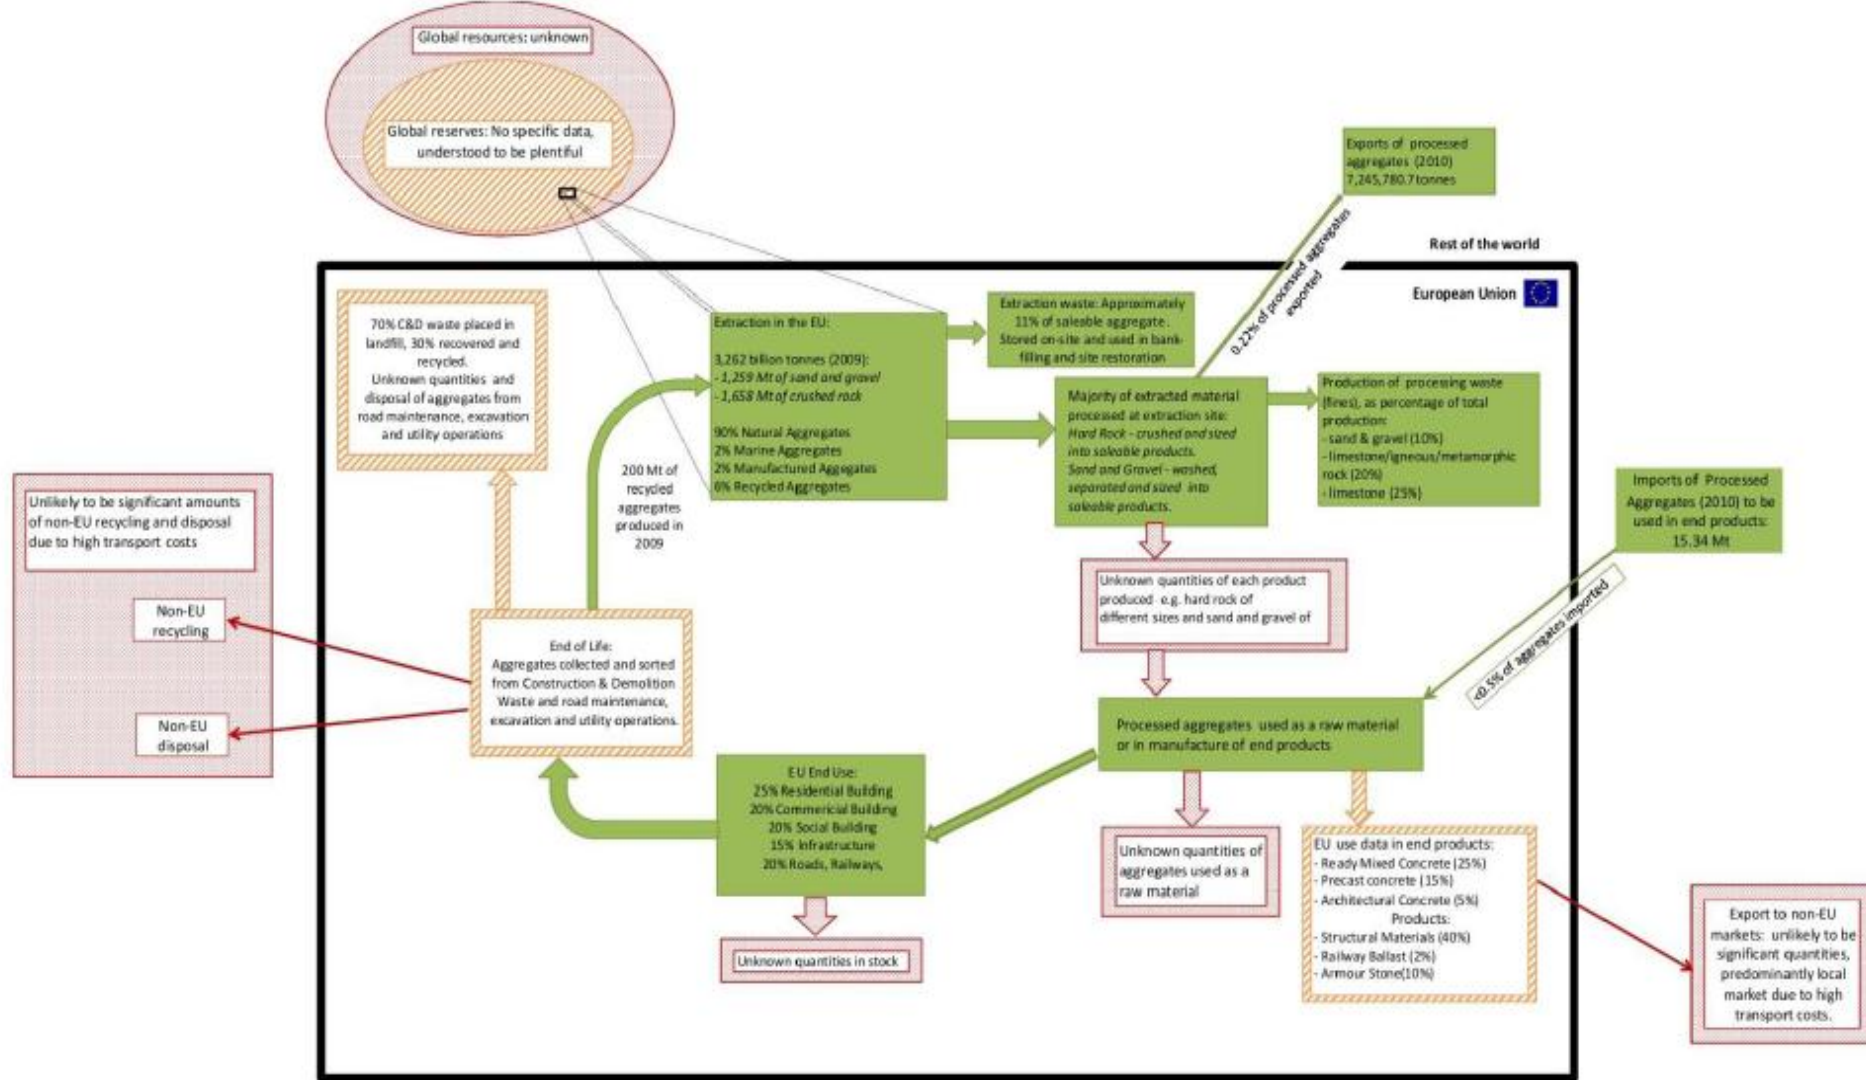 Global resources: unknown
Global reserves: No specific data,
understood to be plentiful
Exports of processed
aggregates (2010)
7,245,780.7 tonnes
0.22% of processed aggregates
exported
Rest of the world
European Union
70% C&D waste placed in
landfill, 30% recovered and
recycled.
Unknown quantities and
disposal of aggregates from
road maintenance, excavation
and utility operations
Extraction in the EU:
3,262 billion tonnes (2009):
- 1,259 Mt of sand and gravel
- 1,658 Mt of crushed rock
90% Natural Aggregates
2% Marine Aggregates
2% Manufactured Aggegates
6% Recycled Aggregates
Extraction waste: Approximately
11% of saleable aggregate.
Stored on-site and used in bank-
filling and site restoration
Majority of extracted material
processed at extraction site:
Hard Rock - crushed and sized
into saleable products.
Sand and Gravel - washed,
separated and sized into
saleable products.
Production of processing waste
(fines), as percentage of total
production:
- sand & gravel (10%)
- limestone/igneous/metamorphic
rock (20%)
- limestone (25%)
Imports of Processed
Aggregates (2010) to be
used in end products:
15.34 Mt
<0.5% of aggregates imported
200 Mt of
recycled
aggregates
produced in
2009
Unlikely to be significant amounts
of non-EU recycling and disposal
due to high transport costs
Non-EU
recycling
Non-EU
disposal
End of Life:
Aggregates collected and sorted
from Construction & Demolition
Waste and road maintenance,
excavation and utility operations.
Unknown quantities of each product
produced e.g. hard rock of
different sizes and sand and gravel of
Processed aggregates used as a raw material
or in manufacture of end products
EU End Use:
25% Residential Building
20% Commericial Building
20% Social Building
15% Infrastructure
20% Roads, Railways,
Unknown quantities in stock
Unknown quantities of
aggregates used as a
raw material
EU use data in end products:
- Ready Mixed Concrete (25%)
- Precast concrete (15%)
- Architectural Concrete (5%)
Products:
- Structural Materials (40%)
- Railway Ballast (2%)
- Armour Stone(10%)
Export to non-EU
markets: unlikely to be
significant quantities,
predominantly local
market due to high
transport costs.